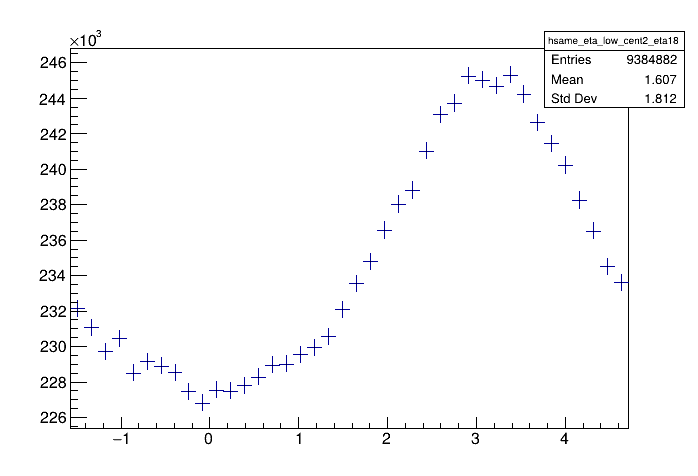 ×10³
hsame_eta_low_cent2_eta18
Entries 9384882
Mean 1.607
Std Dev 1.812
246
244
242
240
238
236
234
232
230
228
226
−1 0 1 2 3 4